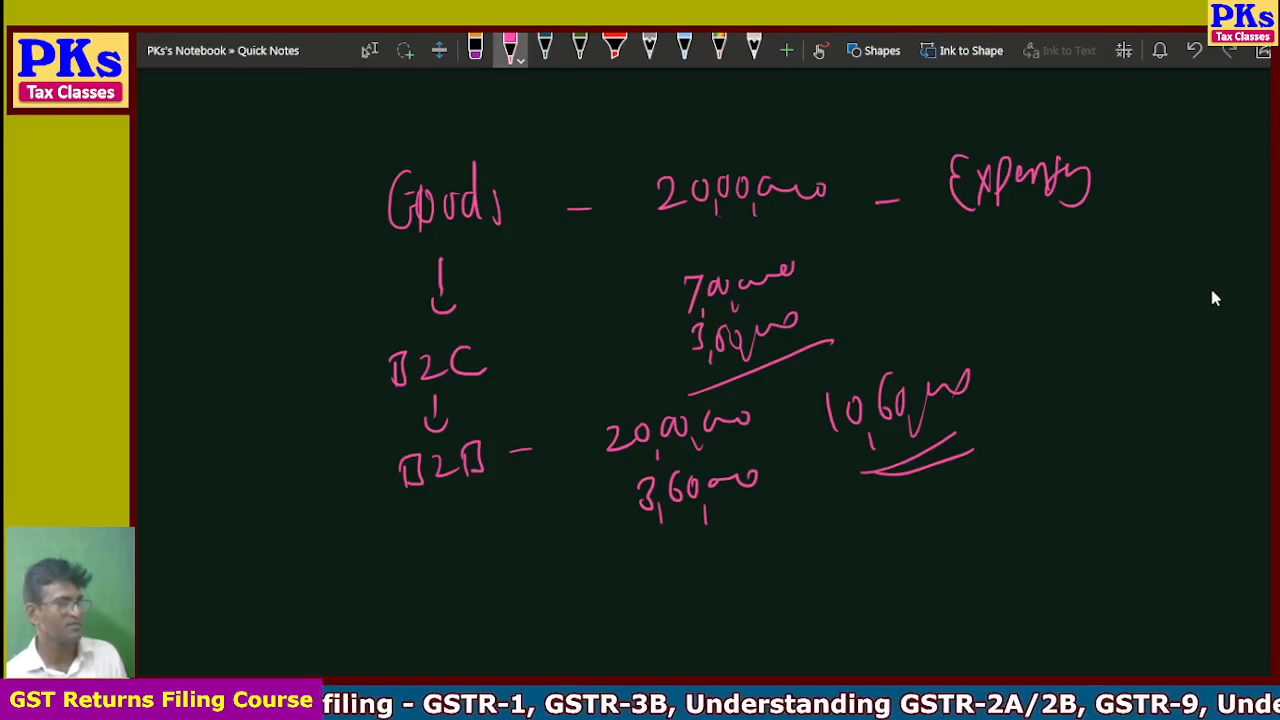 PKs
Tax Classes
PKs's Notebook » Quick Notes
Shapes
Ink to Shape
Ink to Text
PKs
Tax Classes
Goods - 20,00,000 - Expenses
7,00,000
3,60,000
B2C
10,60,000
B2B - 20,00,000
3,60,000
GST Returns Filing Course
filing - GSTR-1, GSTR-3B, Understanding GSTR-2A/2B, GSTR-9, Unde